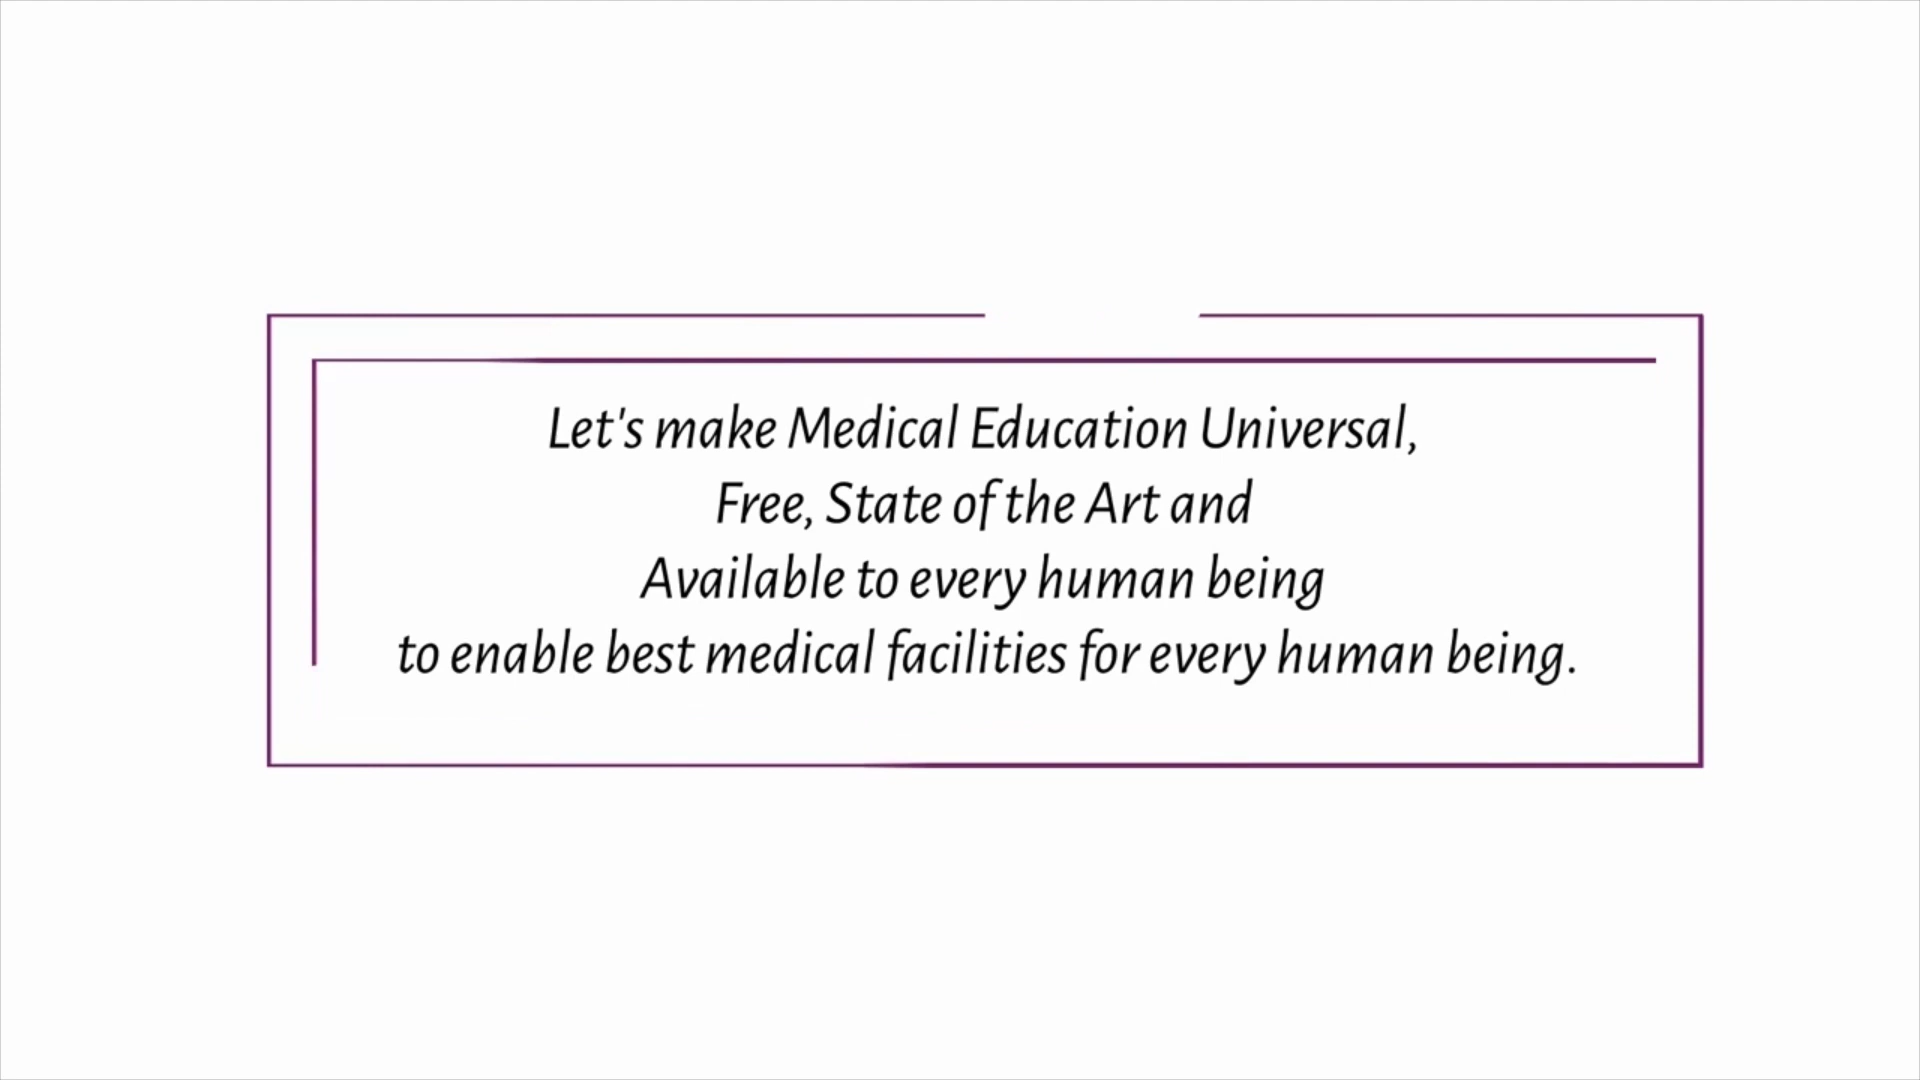 Let's make Medical Education Universal,
Free, State of the Art and
Available to every human being
to enable best medical facilities for every human being.